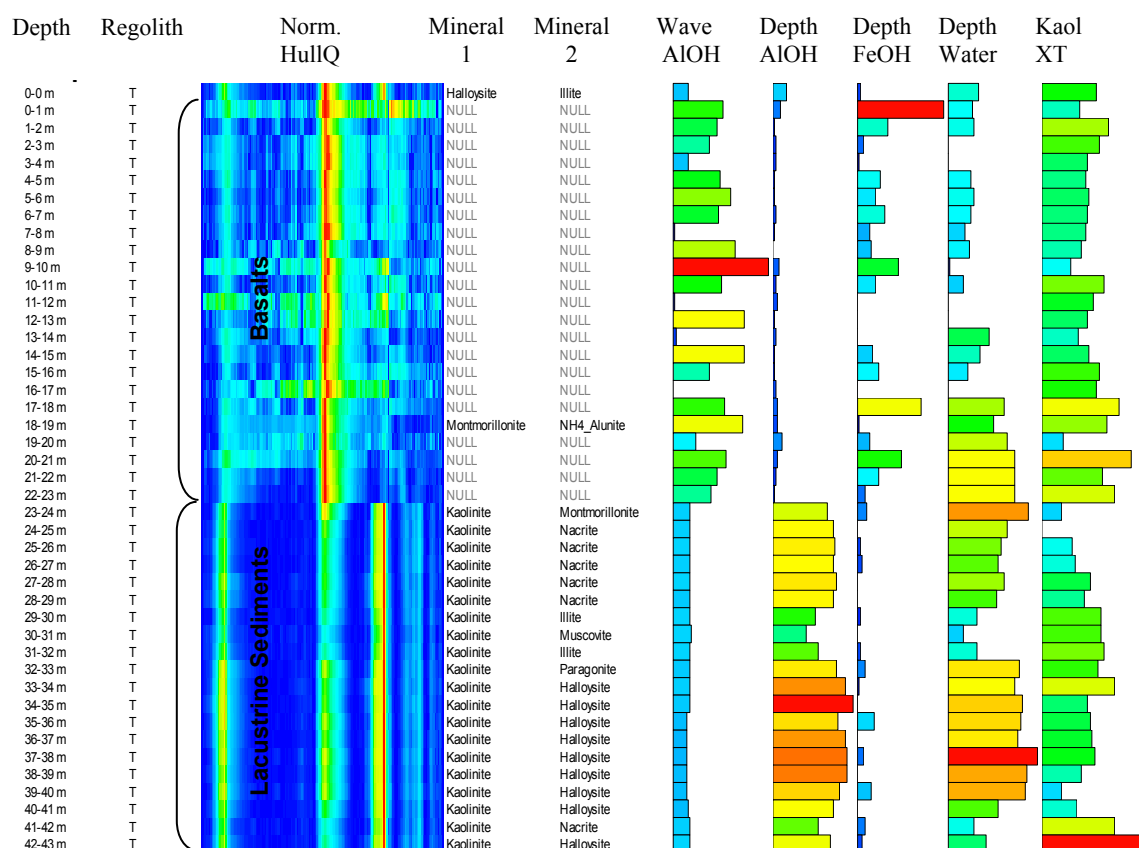 Depth Regolith Norm. HullQ Mineral 1 Mineral 2 Wave AlOH Depth AlOH Depth FeOH Depth Water Kaol XT
0-0 m T Halloysite Illite
0-1 m T NULL NULL
1-2 m T NULL NULL
2-3 m T NULL NULL
3-4 m T NULL NULL
4-5 m T NULL NULL
5-6 m T NULL NULL
6-7 m T NULL NULL
7-8 m T NULL NULL
8-9 m T NULL NULL
9-10 m T NULL NULL
10-11 m T NULL NULL
11-12 m T NULL NULL
12-13 m T NULL NULL
13-14 m T NULL NULL
14-15 m T NULL NULL
15-16 m T NULL NULL
16-17 m T NULL NULL
17-18 m T NULL NULL
18-19 m T Montmorillonite NH4_Alunite
19-20 m T NULL NULL
20-21 m T NULL NULL
21-22 m T NULL NULL
22-23 m T NULL NULL
Basalts
23-24 m T Kaolinite Montmorillonite
24-25 m T Kaolinite Nacrite
25-26 m T Kaolinite Nacrite
26-27 m T Kaolinite Nacrite
27-28 m T Kaolinite Nacrite
28-29 m T Kaolinite Nacrite
29-30 m T Kaolinite Illite
30-31 m T Kaolinite Muscovite
31-32 m T Kaolinite Illite
32-33 m T Kaolinite Paragonite
33-34 m T Kaolinite Halloysite
34-35 m T Kaolinite Halloysite
35-36 m T Kaolinite Halloysite
36-37 m T Kaolinite Halloysite
37-38 m T Kaolinite Halloysite
38-39 m T Kaolinite Halloysite
39-40 m T Kaolinite Halloysite
40-41 m T Kaolinite Halloysite
41-42 m T Kaolinite Nacrite
42-43 m T Kaolinite Halloysite
Lacustrine Sediments